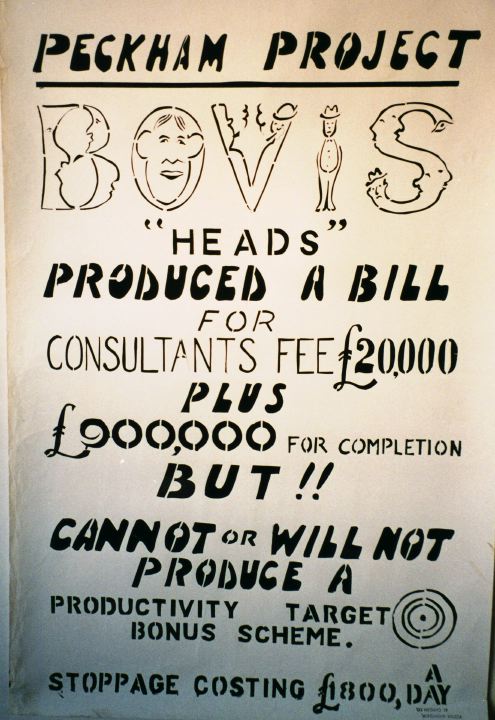 PECKHAM PROJECT
BOVIS
"HEADS"
PRODUCED A BILL
FOR
CONSULTANTS FEE £20,000
PLUS
£900,000 FOR COMPLETION
BUT!!
CANNOT OR WILL NOT
PRODUCE A
PRODUCTIVITY TARGET
BONUS SCHEME.
STOPPAGE COSTING £1800, A DAY